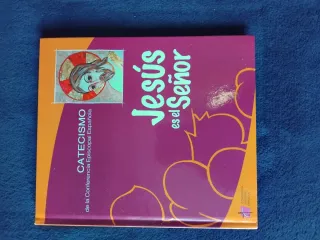 CATECISMO
de la Conferencia Episcopal Española
Jesús
es el Señor